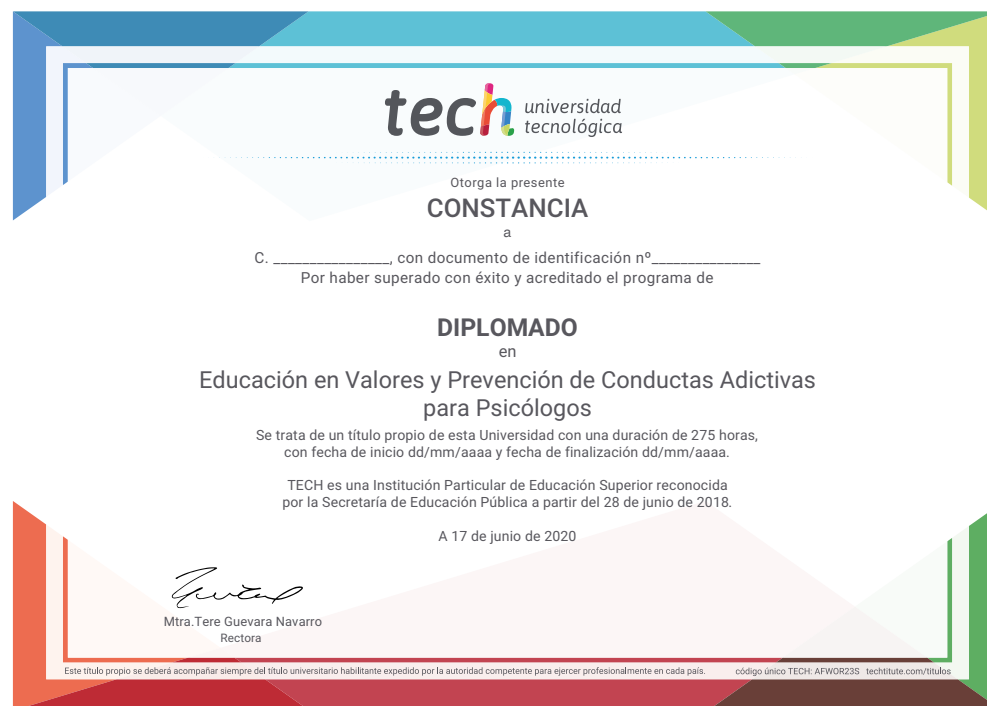 tech universidad
tecnológica
Otorga la presente
CONSTANCIA
a
C. ________________, con documento de identificación nº_______________
Por haber superado con éxito y acreditado el programa de
DIPLOMADO
en
Educación en Valores y Prevención de Conductas Adictivas
para Psicólogos
Se trata de un título propio de esta Universidad con una duración de 275 horas,
con fecha de inicio dd/mm/aaaa y fecha de finalización dd/mm/aaaa.
TECH es una Institución Particular de Educación Superior reconocida
por la Secretaría de Educación Pública a partir del 28 de junio de 2018.
A 17 de junio de 2020
Mtra.Tere Guevara Navarro
Rectora
Este título propio se deberá acompañar siempre del título universitario habilitante expedido por la autoridad competente para ejercer profesionalmente en cada país. código único TECH: AFWOR23S techtitute.com/titulos